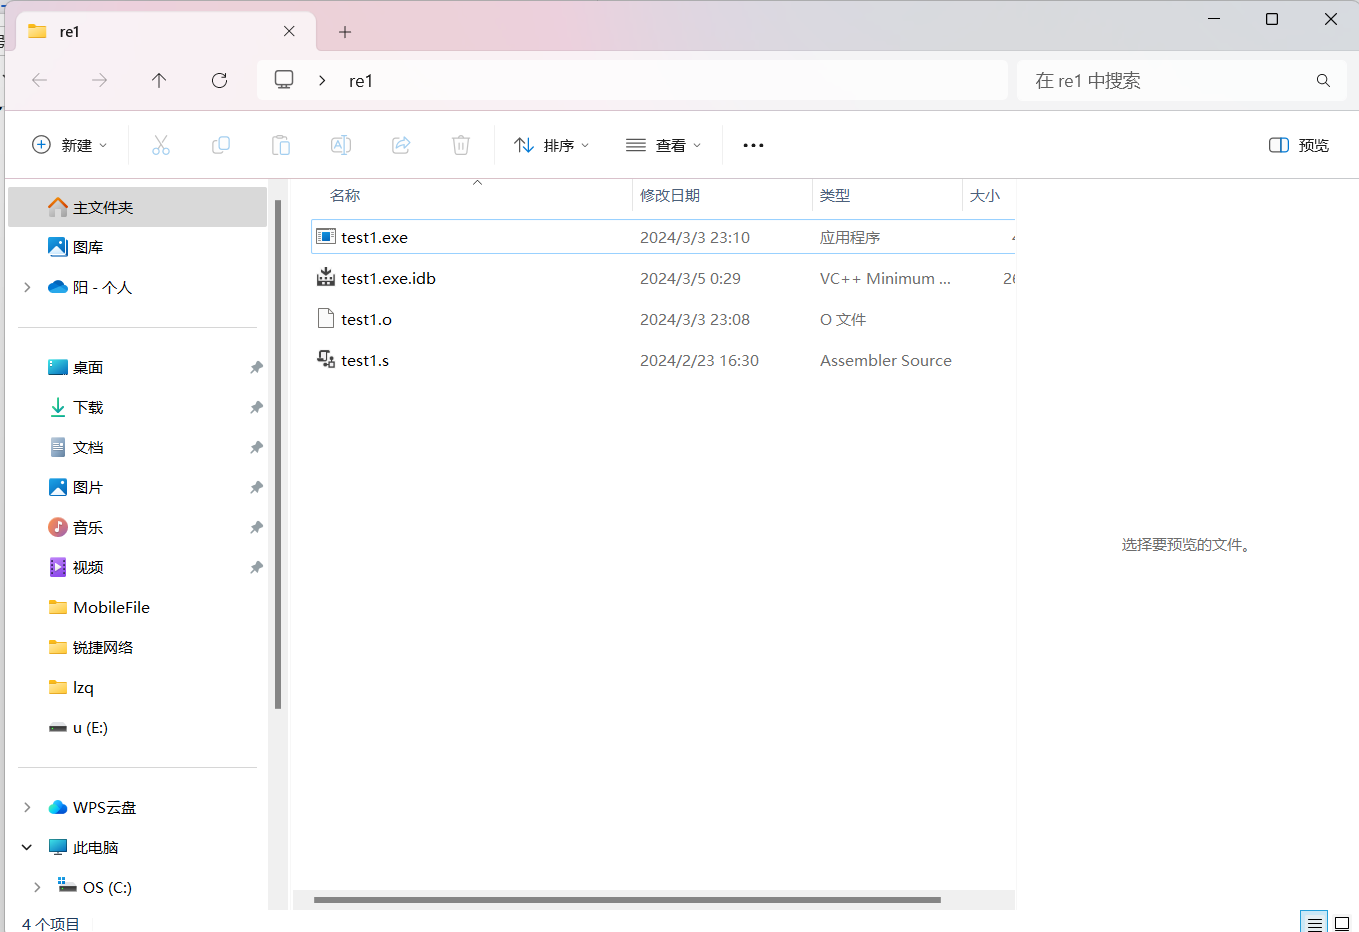 re1
re1
在 re1 中搜索
新建
排序
查看
预览
名称
修改日期
类型
大小
test1.exe
2024/3/3 23:10
应用程序
test1.exe.idb
2024/3/5 0:29
VC++ Minimum ...
26
test1.o
2024/3/3 23:08
O 文件
test1.s
2024/2/23 16:30
Assembler Source
主文件夹
图库
阳 - 个人
桌面
下载
文档
图片
音乐
视频
MobileFile
锐捷网络
lzq
u (E:)
WPS云盘
此电脑
OS (C:)
选择要预览的文件。
4 个项目